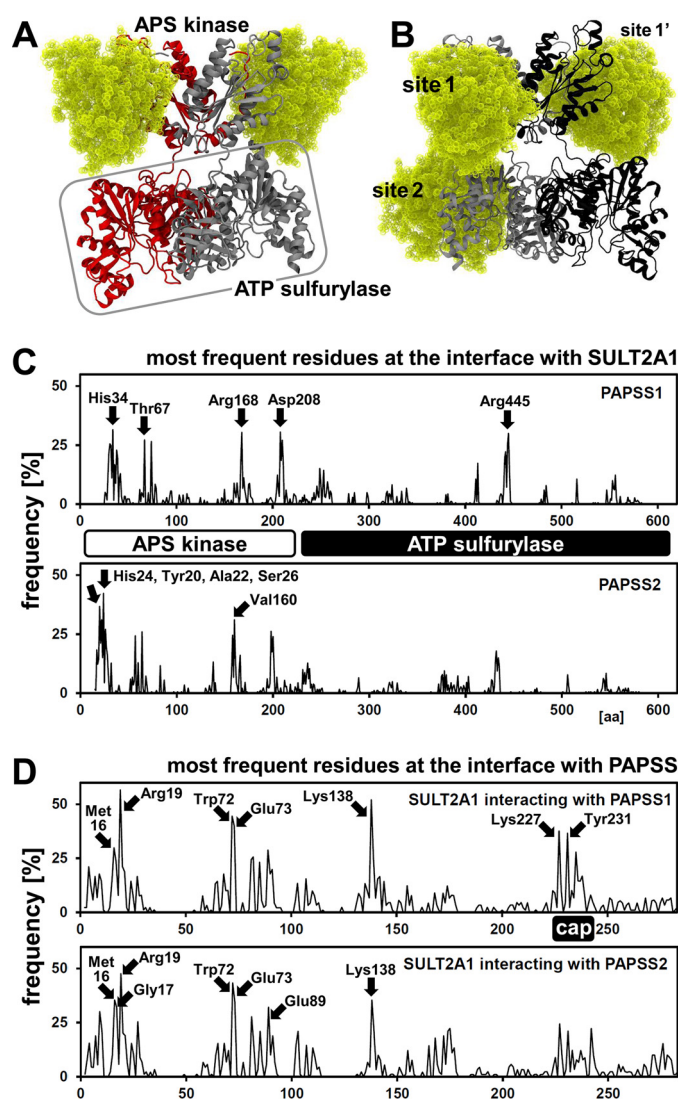 A
APS kinase
ATP sulfurylase
B
site 1'
site 1
site 2
C
most frequent residues at the interface with SULT2A1
frequency [%]
50
25
0
PAPSS1
His34
Thr67
Arg168
Asp208
Arg445
0 100 200 300 400 500 600
APS kinase
ATP sulfurylase
50
25
0
PAPSS2
His24, Tyr20, Ala22, Ser26
Val160
[aa]
0 100 200 300 400 500 600
D
most frequent residues at the interface with PAPSS
frequency [%]
50
25
0
SULT2A1 interacting with PAPSS1
Met
16
Arg19
Trp72
Glu73
Lys138
Lys227
Tyr231
0 50 100 150 200 250
cap
50
25
0
SULT2A1 interacting with PAPSS2
Met
16
Arg19
Gly17
Trp72
Glu73
Glu89
Lys138
0 50 100 150 200 250